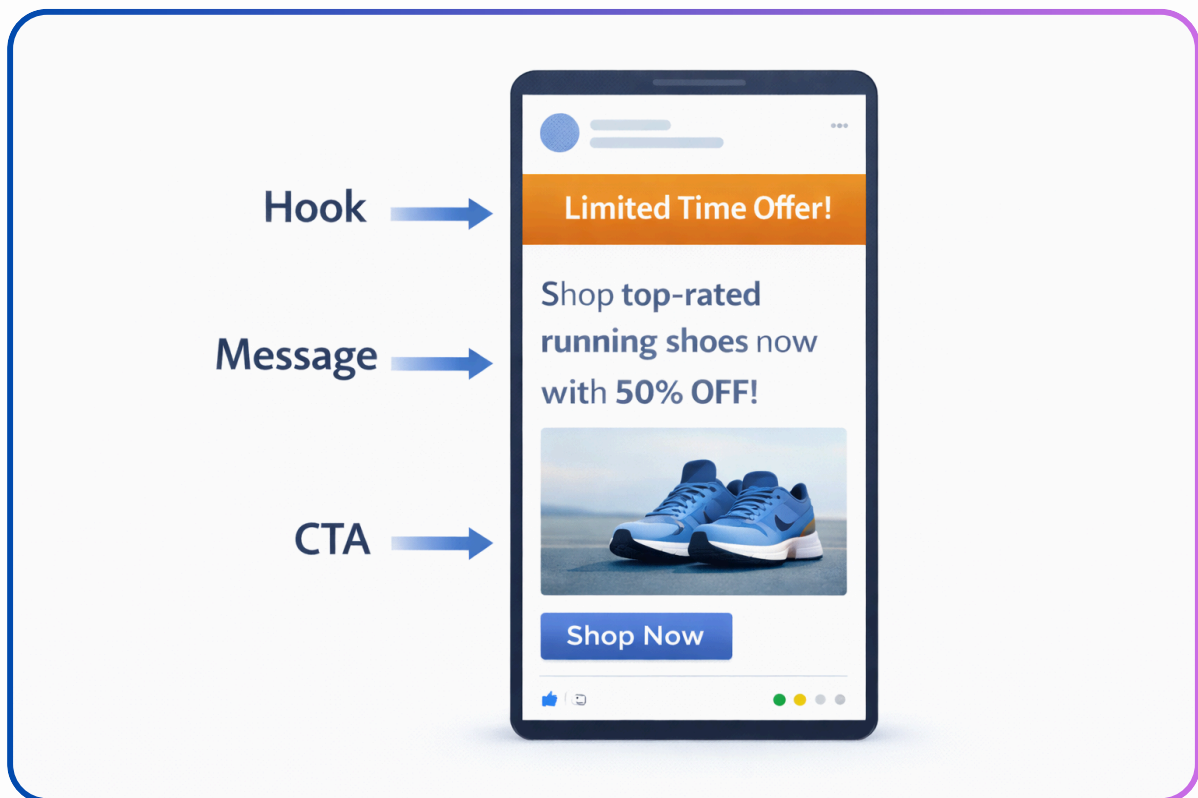 Hook
Limited Time Offer!
Message
Shop top-rated
running shoes now
with 50% OFF!
CTA
Shop Now